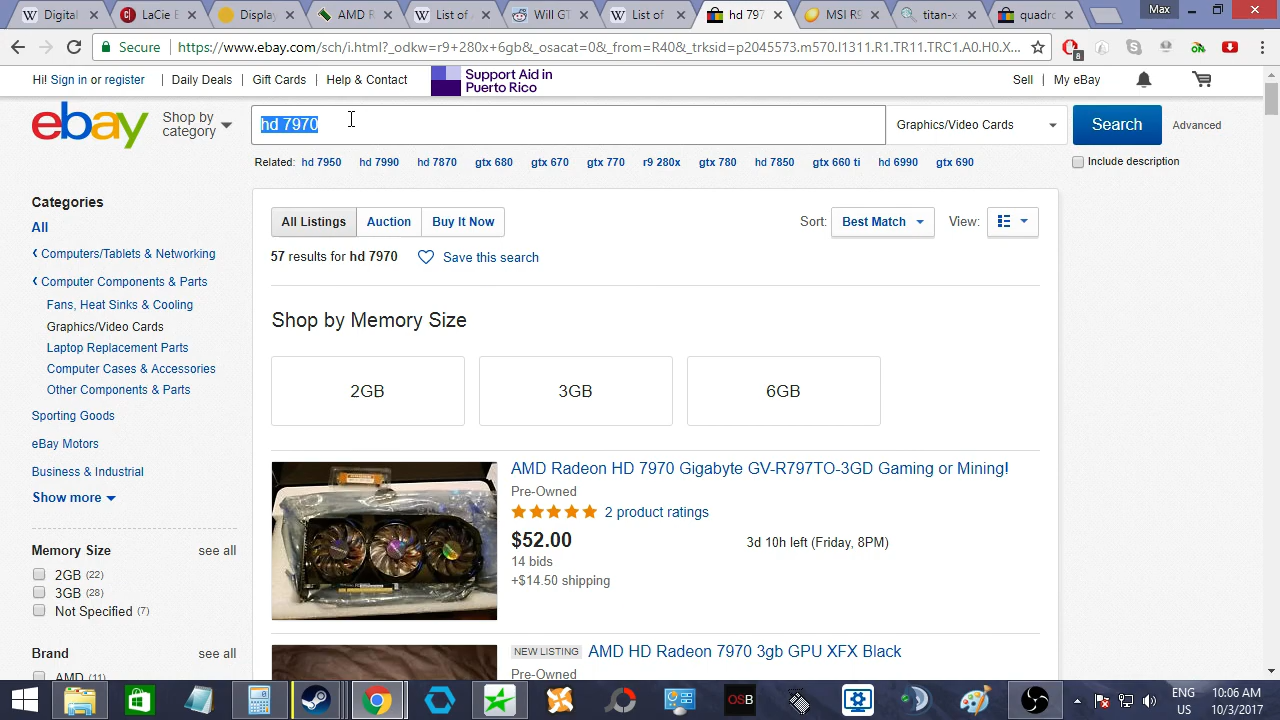 Digital
LaCie E
Display
AMD F
List of
Will GT
List of
hd 797
MSI R9
titan-x
quadro
Max
Secure
https://www.ebay.com/sch/i.html?_odkw=r9+280x+6gb&_osacat=0&_from=R40&_trksid=p2045573.m570.l1311.R1.TR11.TRC1.A0.H0.X...
8
Hi! Sign in or register
Daily Deals
Gift Cards
Help & Contact
Support Aid in
Puerto Rico
Sell
My eBay
ebay
Shop by
category
hd 7970
Graphics/Video Cards
Search
Advanced
Related: hd 7950 hd 7990 hd 7870 gtx 680 gtx 670 gtx 770 r9 280x gtx 780 hd 7850 gtx 660 ti hd 6990 gtx 690
Include description
Categories
All
Computers/Tablets & Networking
Computer Components & Parts
Fans, Heat Sinks & Cooling
Graphics/Video Cards
Laptop Replacement Parts
Computer Cases & Accessories
Other Components & Parts
Sporting Goods
eBay Motors
Business & Industrial
Show more
Memory Size
see all
2GB (22)
3GB (28)
Not Specified (7)
Brand
see all
AMD (11)
All Listings
Auction
Buy It Now
Sort:
Best Match
View:
57 results for hd 7970
Save this search
Shop by Memory Size
2GB
3GB
6GB
AMD Radeon HD 7970 Gigabyte GV-R797TO-3GD Gaming or Mining!
Pre-Owned
2 product ratings
$52.00
3d 10h left (Friday, 8PM)
14 bids
+$14.50 shipping
NEW LISTING
AMD HD Radeon 7970 3gb GPU XFX Black
Pre-Owned
OSB
ENG
US
10:06 AM
10/3/2017